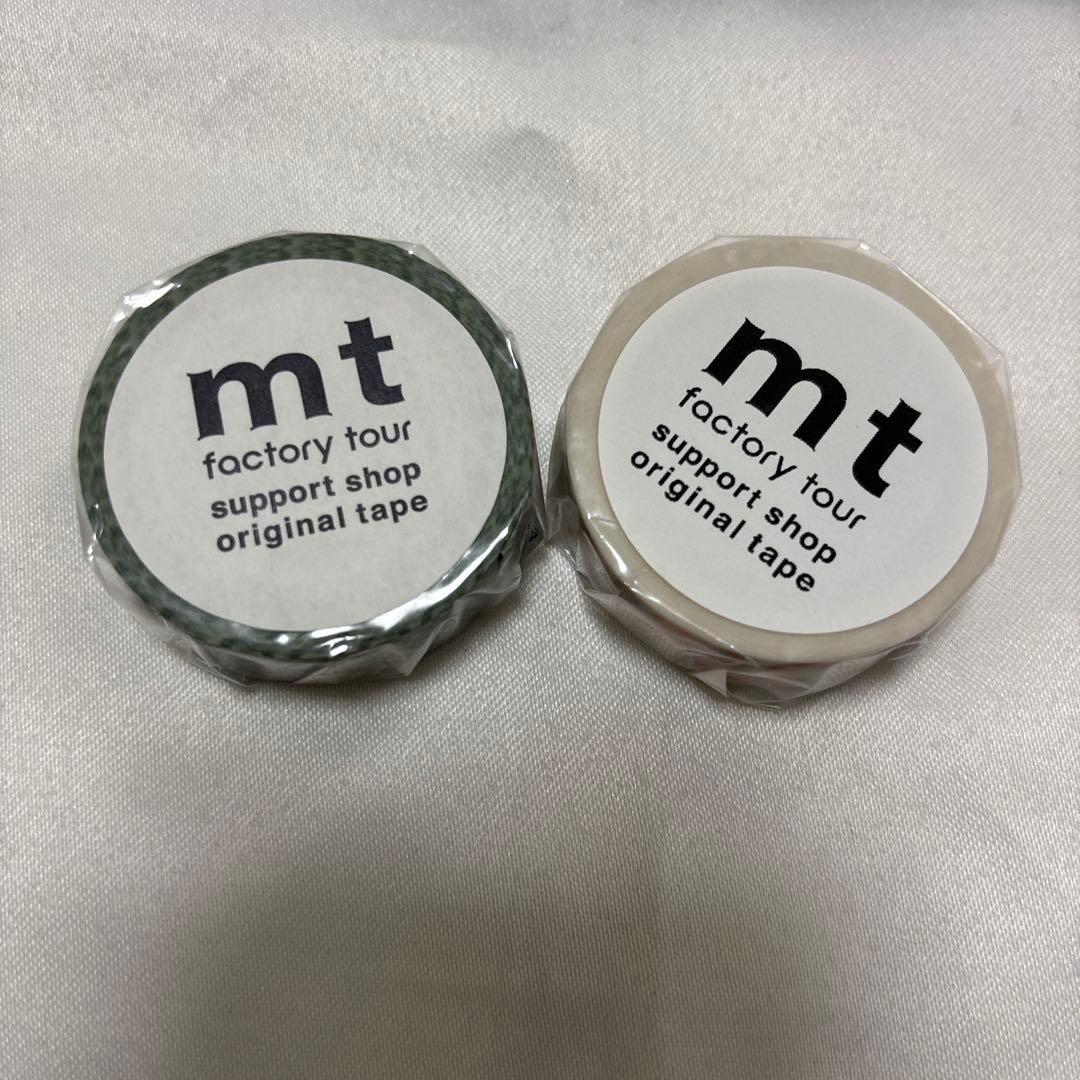 mt
factory tour
support shop
original tape
mt
factory tour
support shop
original tape